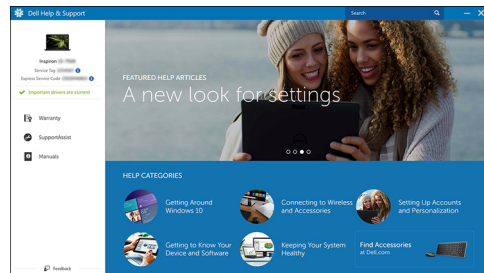 Dell Help & Support
Search
Inspiron
Service Tag
Express Service Code
Important drivers are current
Warranty
SupportAssist
Manuals
Feedback
FEATURED HELP ARTICLES
A new look for settings
HELP CATEGORIES
Getting Around
Windows 10
Connecting to Wireless
and Accessories
Setting Up Accounts
and Personalization
Getting to Know Your
Device and Software
Keeping Your System
Healthy
Find Accessories
at Dell.com